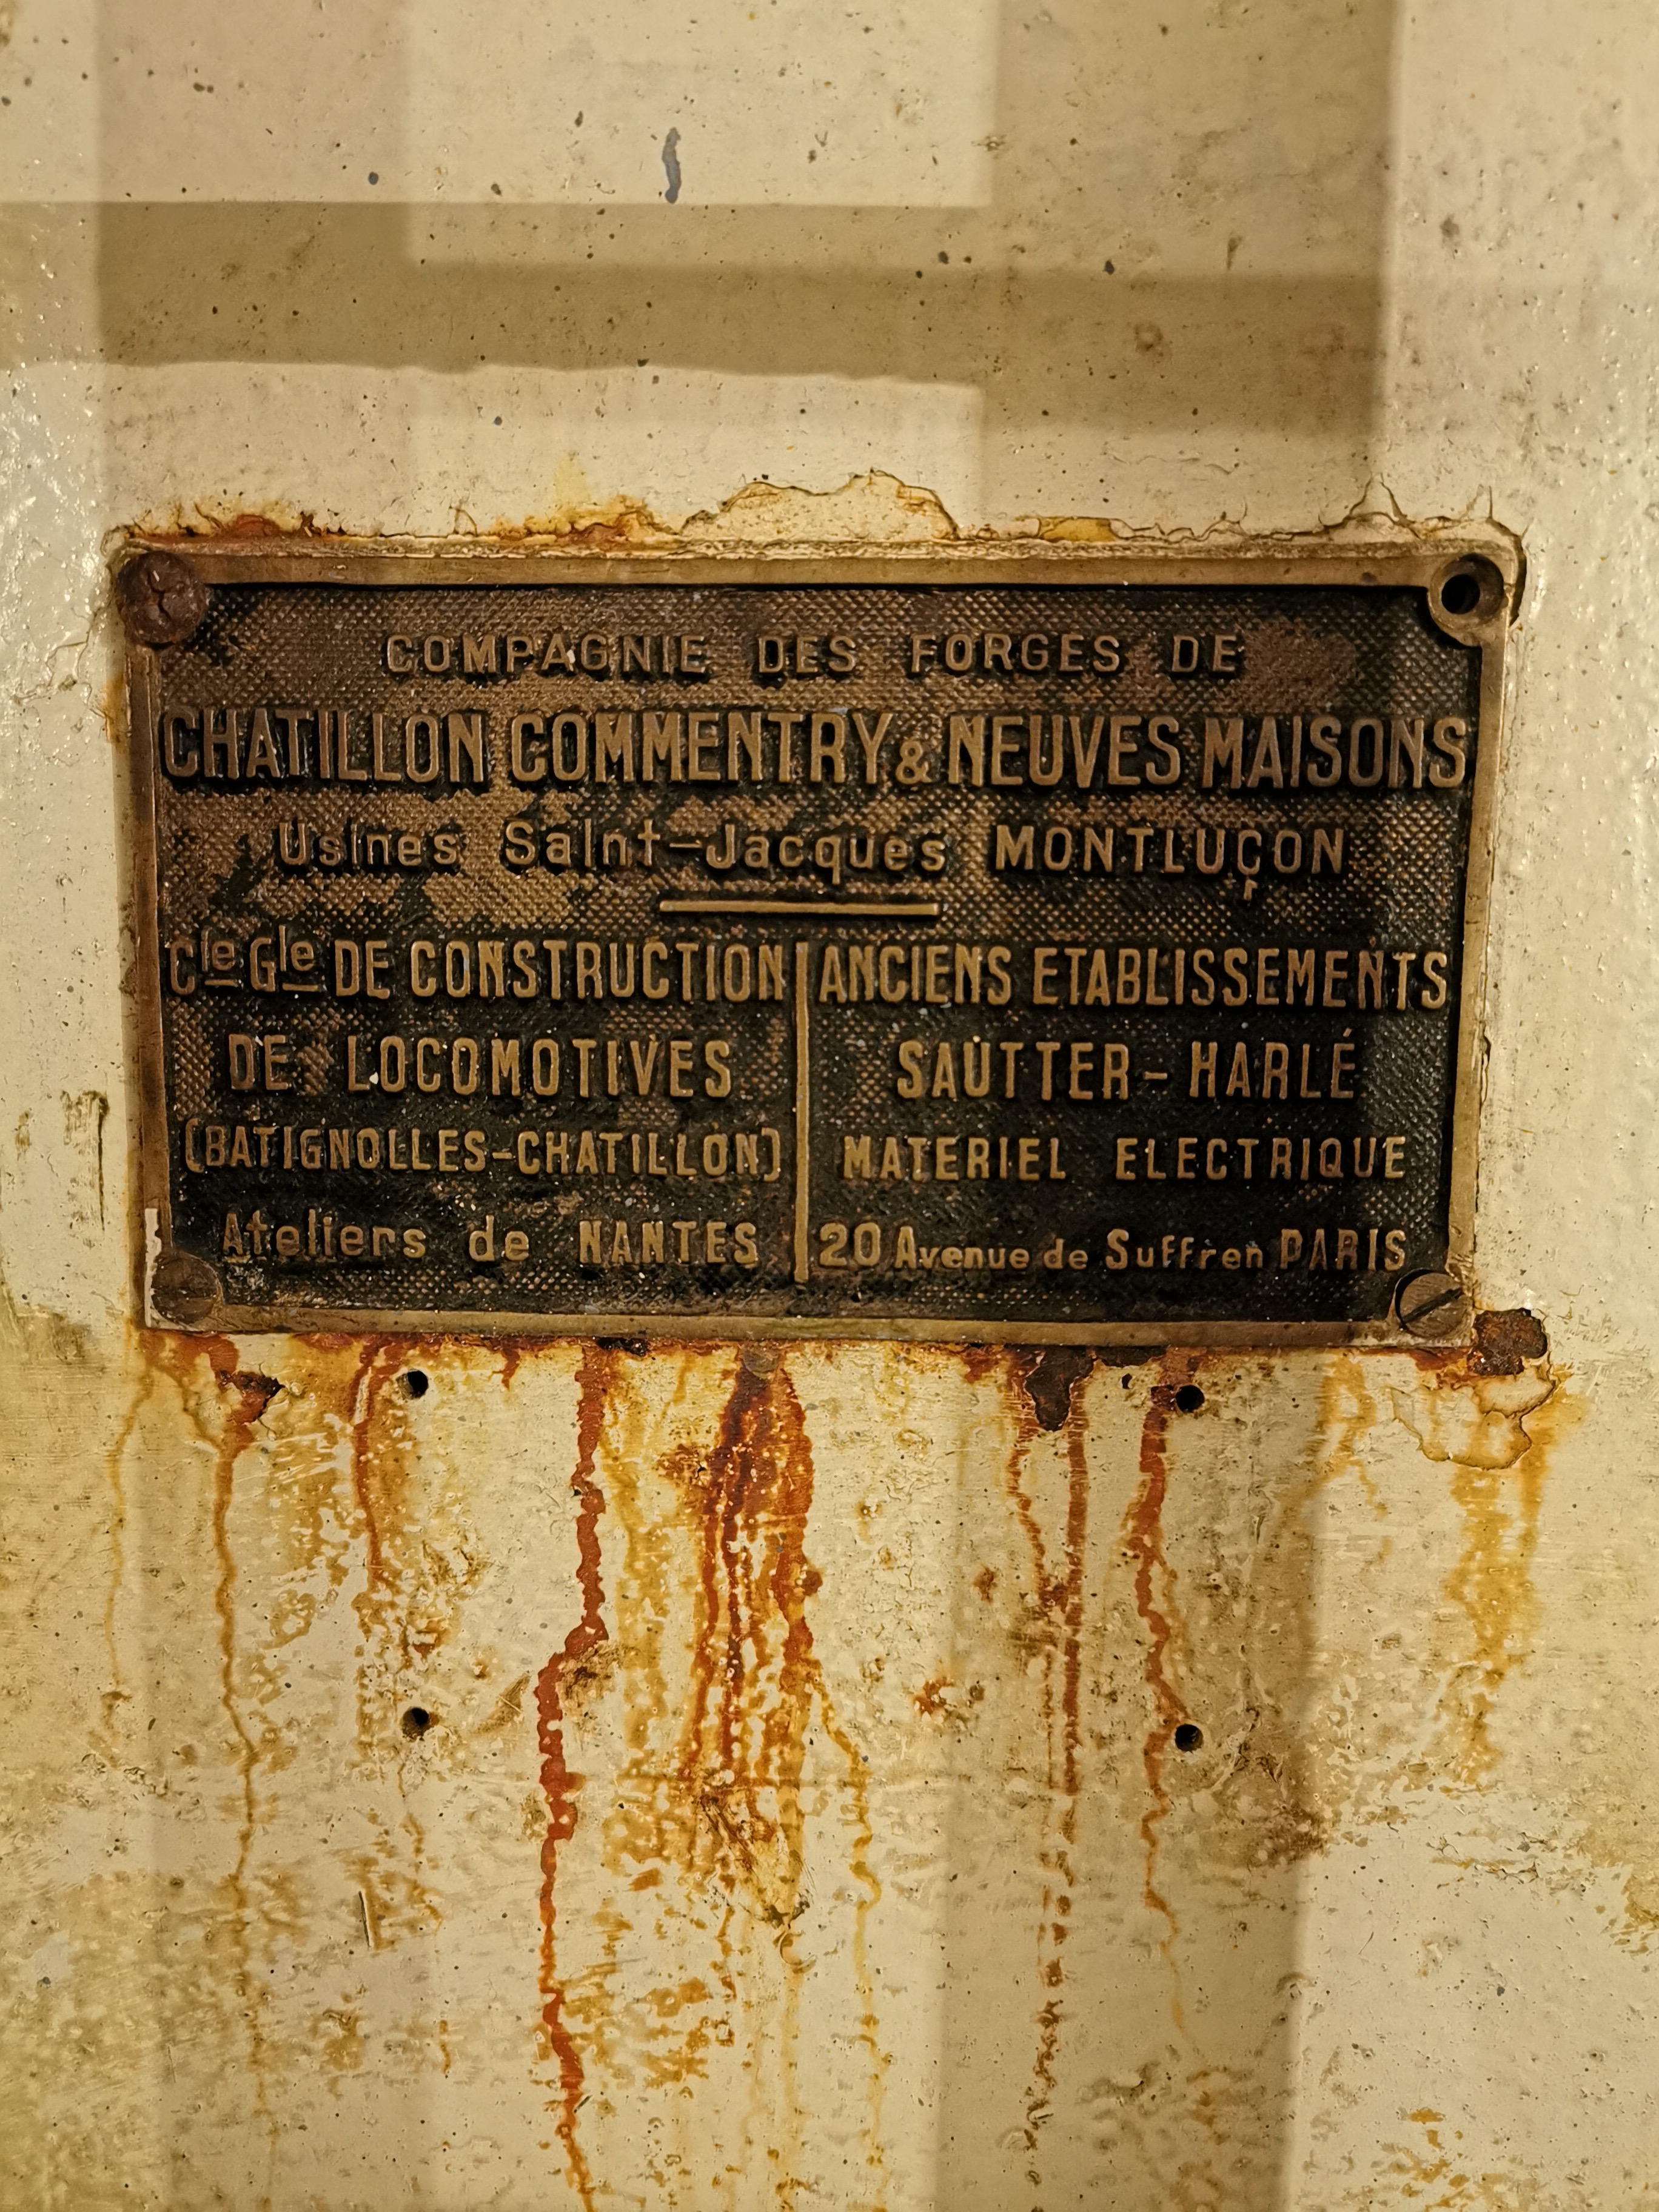 COMPAGNIE DES FORGES DE
CHATILLON COMMENTRY & NEUVES MAISONS
Usines Saint-Jacques MONTLUÇON
Cie Gle DE CONSTRUCTION
DE LOCOMOTIVES
(BATIGNOLLES-CHATILLON)
Ateliers de NANTES
ANCIENS ETABLISSEMENTS
SAUTTER-HARLÉ
MATERIEL ELECTRIQUE
20 Avenue de Suffren PARIS